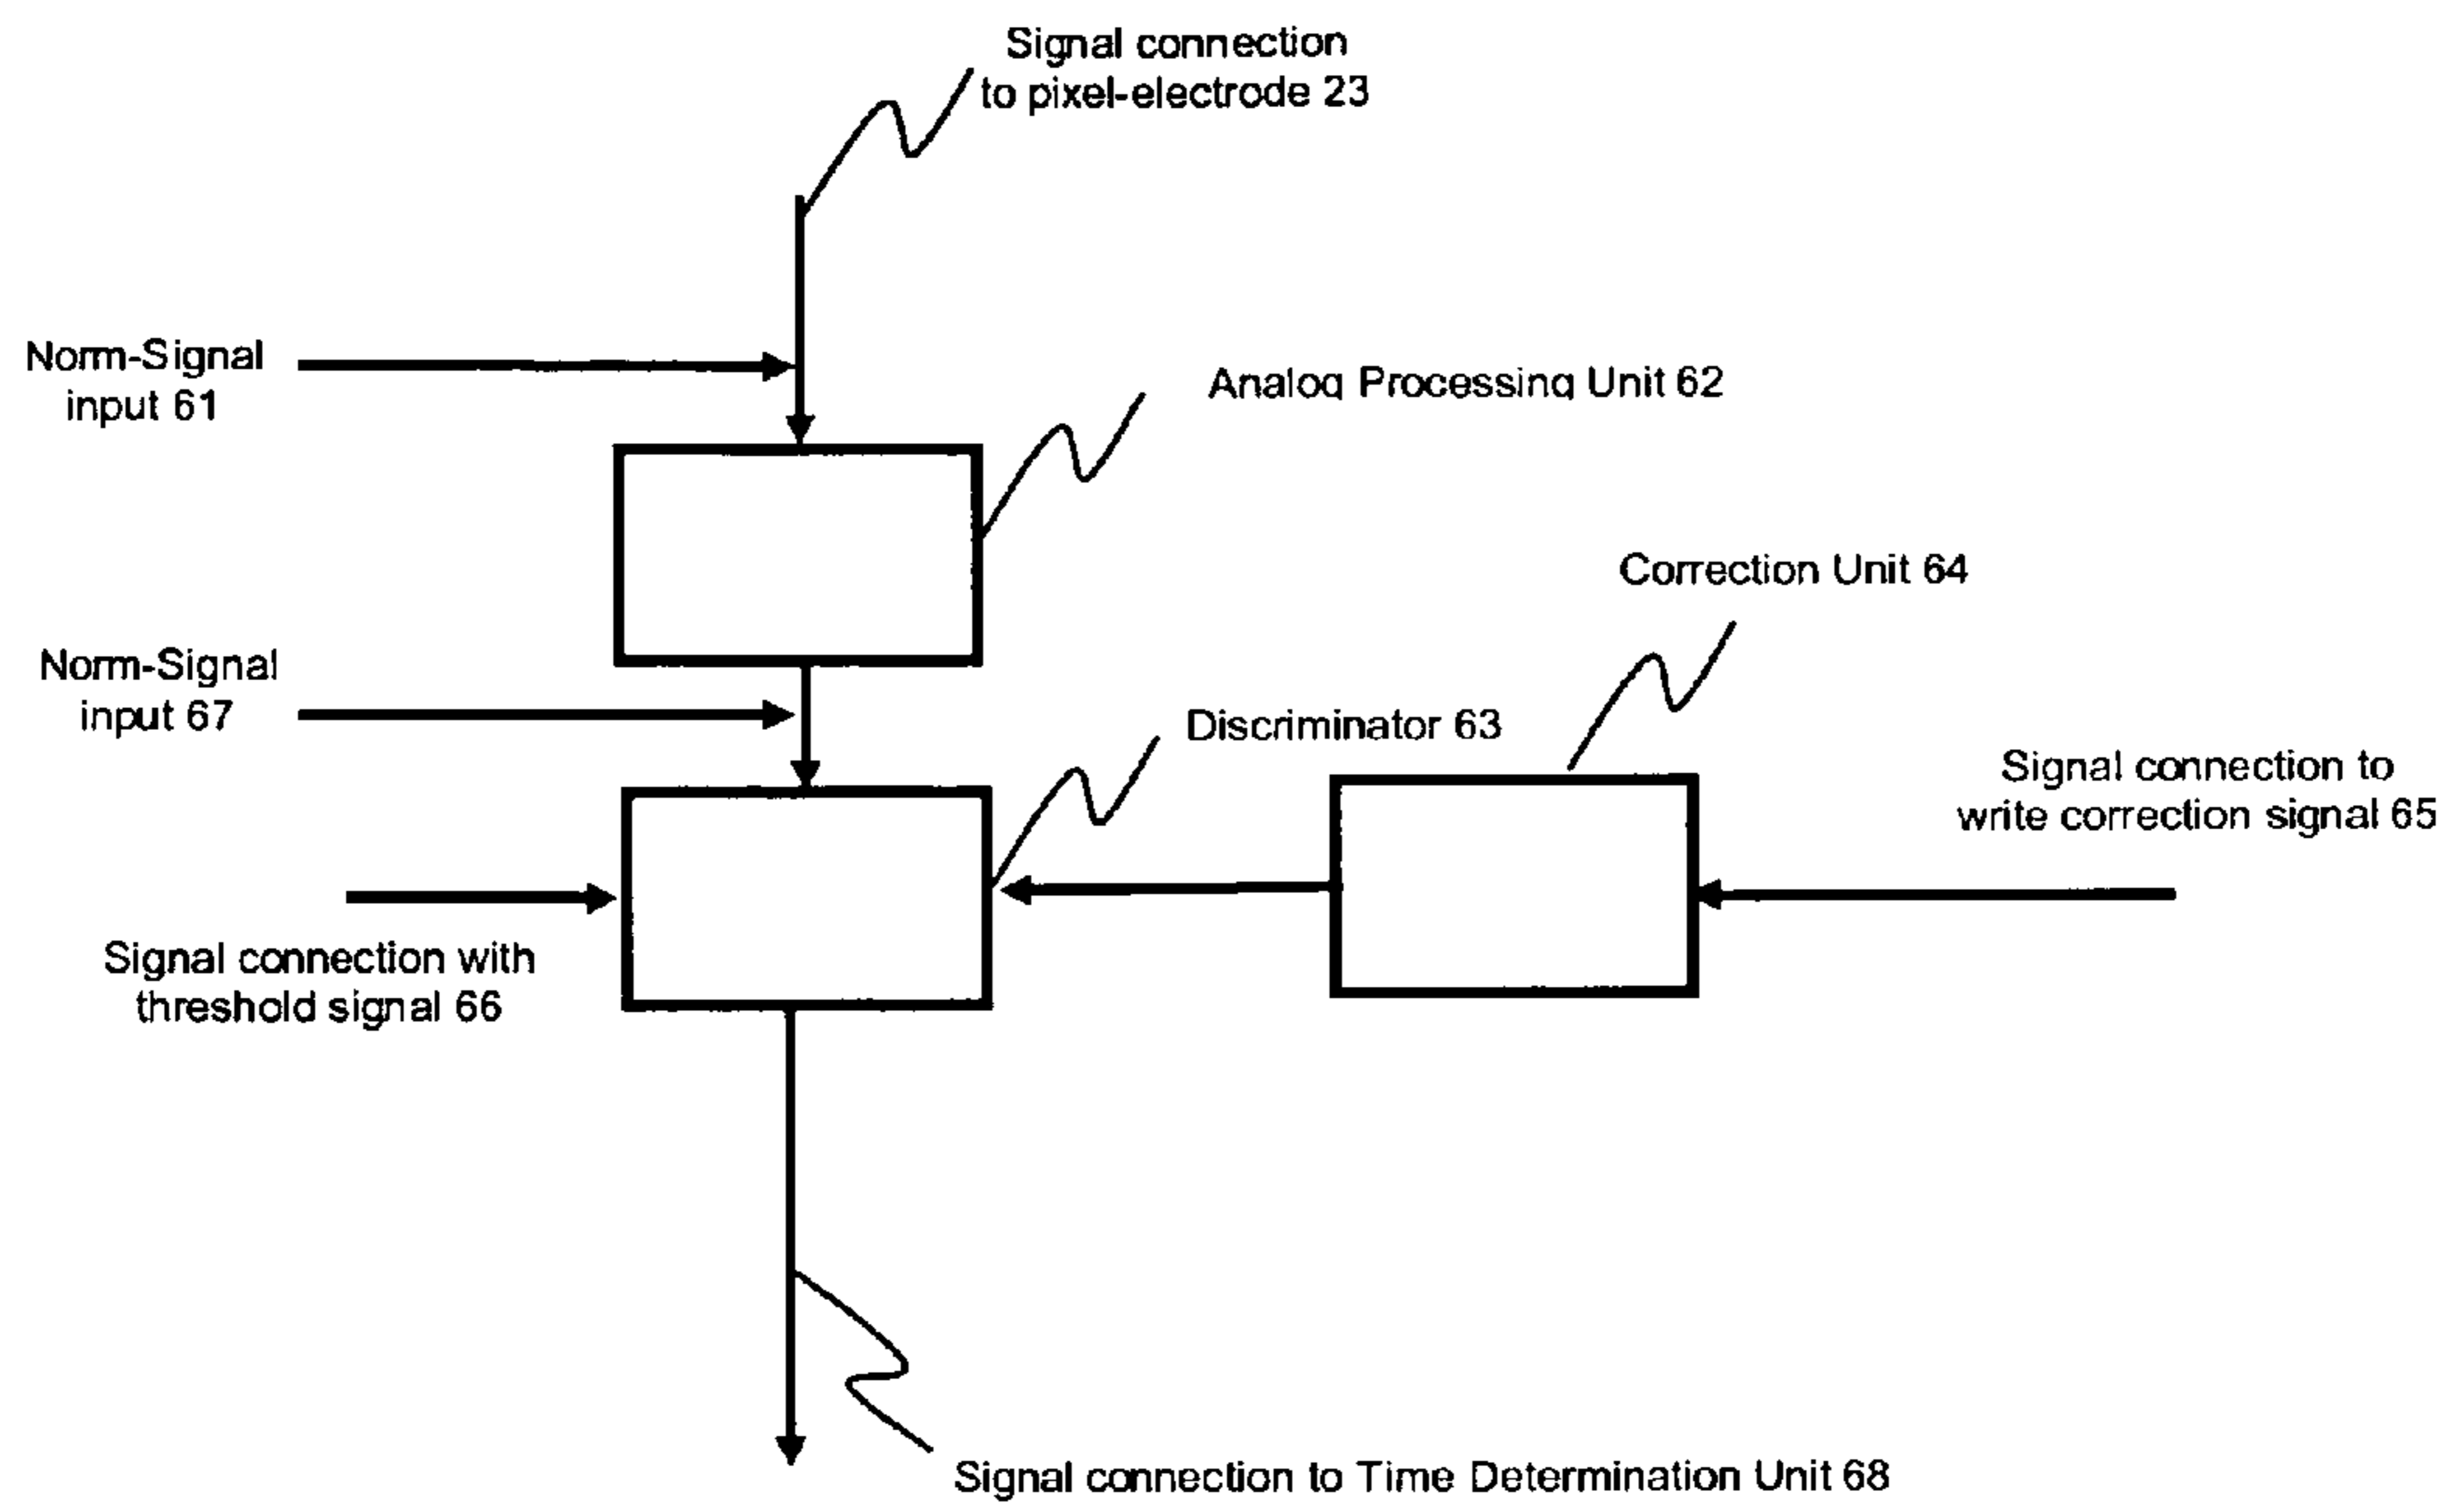 Signal connection
to pixel-electrode 23
Norm-Signal
input 61
Analog Processing Unit 62
Correction Unit 64
Norm-Signal
input 67
Discriminator 63
Signal connection to
write correction signal 65
Signal connection with
threshold signal 66
Signal connection to Time Determination Unit 68